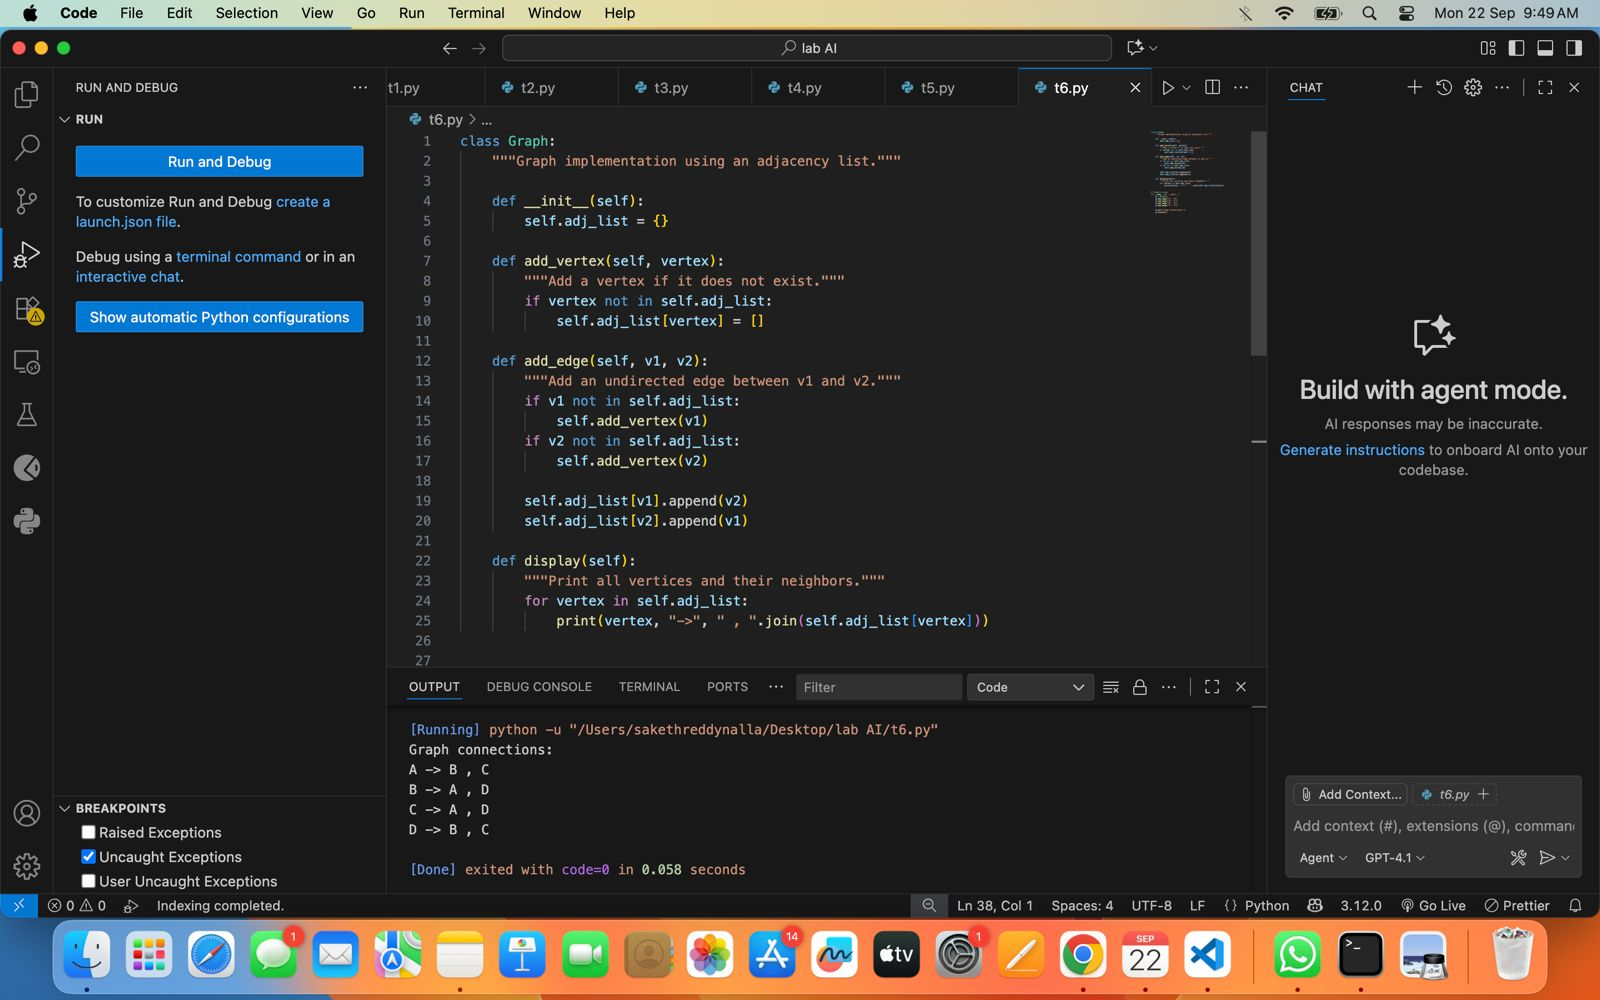 Code File Edit Selection View Go Run Terminal Window Help Mon 22 Sep 9:49 AM
lab AI
RUN AND DEBUG
RUN
Run and Debug
To customize Run and Debug create a
launch.json file.
Debug using a terminal command or in an
interactive chat.
Show automatic Python configurations
BREAKPOINTS
Raised Exceptions
Uncaught Exceptions
User Uncaught Exceptions
t1.py t2.py t3.py t4.py t5.py t6.py
t6.py > ...
1 class Graph:
2 """Graph implementation using an adjacency list."""
3
4 def __init__(self):
5 self.adj_list = {}
6
7 def add_vertex(self, vertex):
8 """Add a vertex if it does not exist."""
9 if vertex not in self.adj_list:
10 self.adj_list[vertex] = []
11
12 def add_edge(self, v1, v2):
13 """Add an undirected edge between v1 and v2."""
14 if v1 not in self.adj_list:
15 self.add_vertex(v1)
16 if v2 not in self.adj_list:
17 self.add_vertex(v2)
18
19 self.adj_list[v1].append(v2)
20 self.adj_list[v2].append(v1)
21
22 def display(self):
23 """Print all vertices and their neighbors."""
24 for vertex in self.adj_list:
25 print(vertex, "->", " , ".join(self.adj_list[vertex]))
26
27
OUTPUT DEBUG CONSOLE TERMINAL PORTS ... Filter Code
[Running] python -u "/Users/sakethreddynalla/Desktop/lab AI/t6.py"
Graph connections:
A -> B , C
B -> A , D
C -> A , D
D -> B , C
[Done] exited with code=0 in 0.058 seconds
CHAT
Build with agent mode.
AI responses may be inaccurate.
Generate instructions to onboard AI onto your
codebase.
Add Context... t6.py +
Add context (#), extensions (@), comman
Agent GPT-4.1
0 0 Indexing completed. Ln 38, Col 1 Spaces: 4 UTF-8 LF {} Python 3.12.0 Go Live Prettier
1 14 tv 1 SEP
22